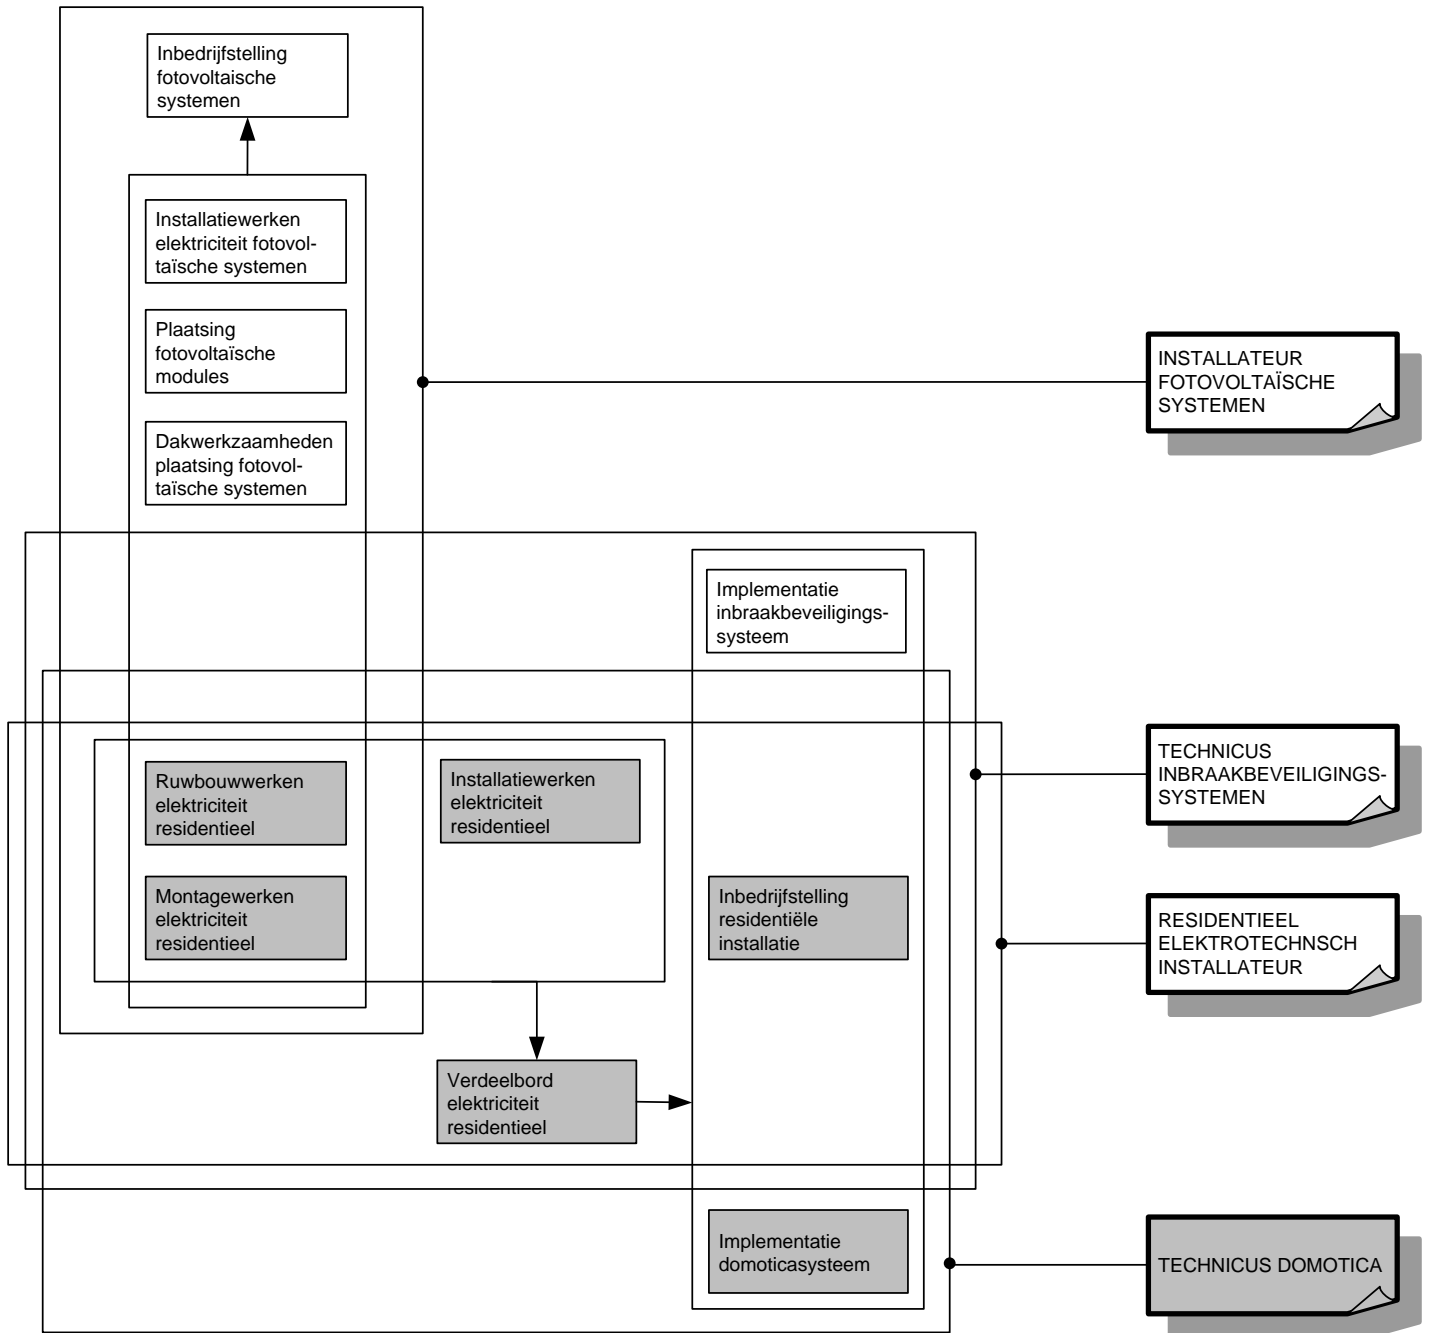 Inbedrijfstelling
fotovoltaische
systemen
Installatiewerken
elektriciteit fotovol-
taïsche systemen
Plaatsing
fotovoltaïsche
modules
INSTALLATEUR
FOTOVOLTAÏSCHE
SYSTEMEN
Dakwerkzaamheden
plaatsing fotovol-
taïsche systemen
Implementatie
inbraakbeveiligings-
systeem
Ruwbouwwerken
elektriciteit
residentieel
Installatiewerken
elektriciteit
residentieel
TECHNICUS
INBRAAKBEVEILIGINGS-
SYSTEMEN
Montagewerken
elektriciteit
residentieel
Inbedrijfstelling
residentiële
installatie
RESIDENTIEEL
ELEKTROTECHNSCH
INSTALLATEUR
Verdeelbord
elektriciteit
residentieel
Implementatie
domoticasysteem
TECHNICUS DOMOTICA